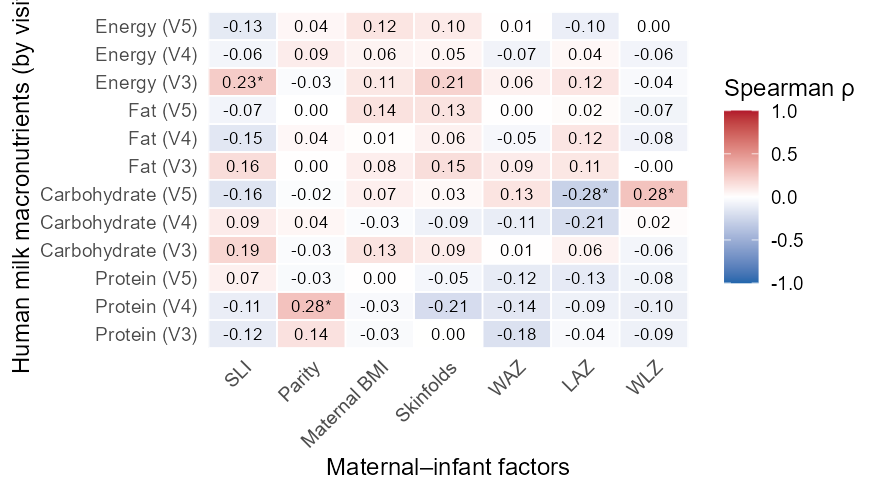 Human milk macronutrients (by visi
Energy (V5) -0.13 0.04 0.12 0.10 0.01 -0.10 0.00
Energy (V4) -0.06 0.09 0.06 0.05 -0.07 0.04 -0.06
Energy (V3) 0.23* -0.03 0.11 0.21 0.06 0.12 -0.04
Fat (V5) -0.07 0.00 0.14 0.13 0.00 0.02 -0.07
Fat (V4) -0.15 0.04 0.01 0.06 -0.05 0.12 -0.08
Fat (V3) 0.16 0.00 0.08 0.15 0.09 0.11 -0.00
Carbohydrate (V5) -0.16 -0.02 0.07 0.03 0.13 -0.28* 0.28*
Carbohydrate (V4) 0.09 0.04 -0.03 -0.09 -0.11 -0.21 0.02
Carbohydrate (V3) 0.19 -0.03 0.13 0.09 0.01 0.06 -0.06
Protein (V5) 0.07 -0.03 0.00 -0.05 -0.12 -0.13 -0.08
Protein (V4) -0.11 0.28* -0.03 -0.21 -0.14 -0.09 -0.10
Protein (V3) -0.12 0.14 -0.03 0.00 -0.18 -0.04 -0.09
SLI Parity Maternal BMI Skinfolds WAZ LAZ WLZ
Maternal–infant factors
Spearman ρ
1.0
0.5
0.0
-0.5
-1.0